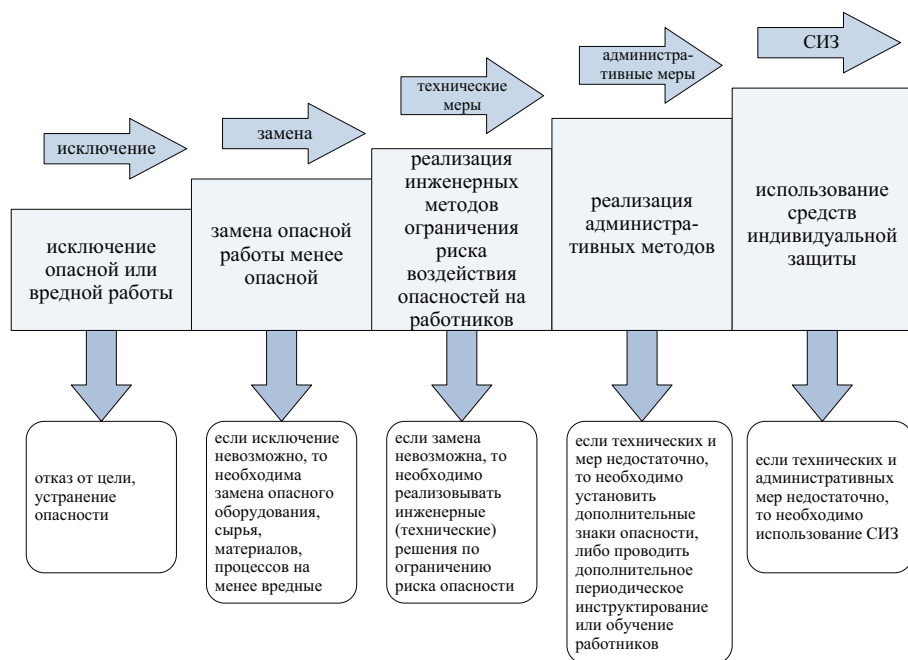 исключение
замена
технические
меры
администра-
тивные меры
СИЗ
исключение
опасной или
вредной работы
замена опасной
работы менее
опасной
реализация
инженерных
методов
ограничения
риска
воздействия
опасностей на
работников
реализация
администра-
тивных методов
использование
средств
индивидуальной
защиты
отказ от цели,
устранение
опасности
если исключение
невозможно, то
необходима
замена опасного
оборудования,
сырья,
материалов,
процессов на
менее вредные
если замена
невозможна, то
необходимо
реализовывать
инженерные
(технические)
решения по
ограничению
риска опасности
если технических и
мер недостаточно,
то необходимо
установить
дополнительные
знаки опасности,
либо проводить
дополнительное
периодическое
инструктирование
или обучение
работников
если технических и
административных
мер недостаточно,
то необходимо
использование СИЗ